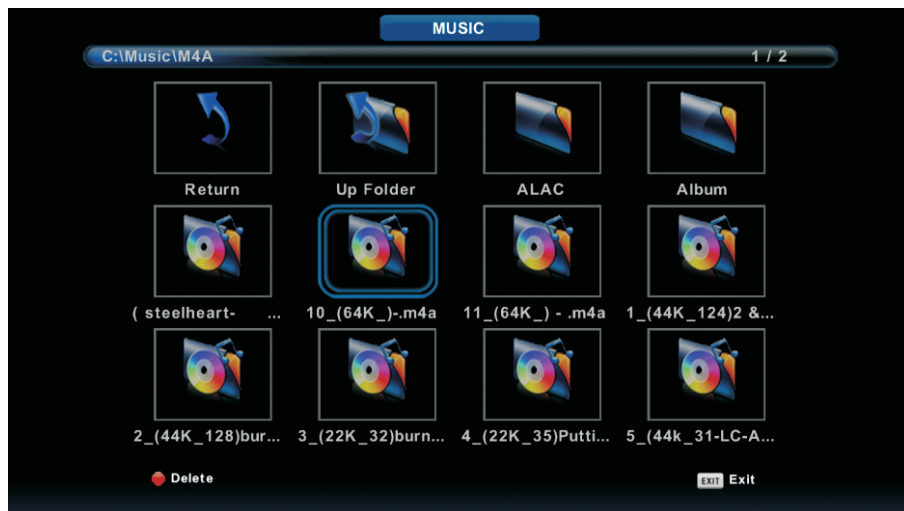 MUSIC
C:\Music\M4A 1 / 2
Return Up Folder ALAC Album
( steelheart- ... 10_(64K_)-.m4a 11_(64K_) - .m4a 1_(44K_124)2 &...
2_(44K_128)bur... 3_(22K_32)burn... 4_(22K_35)Putti... 5_(44k_31-LC-A...
Delete EXIT Exit